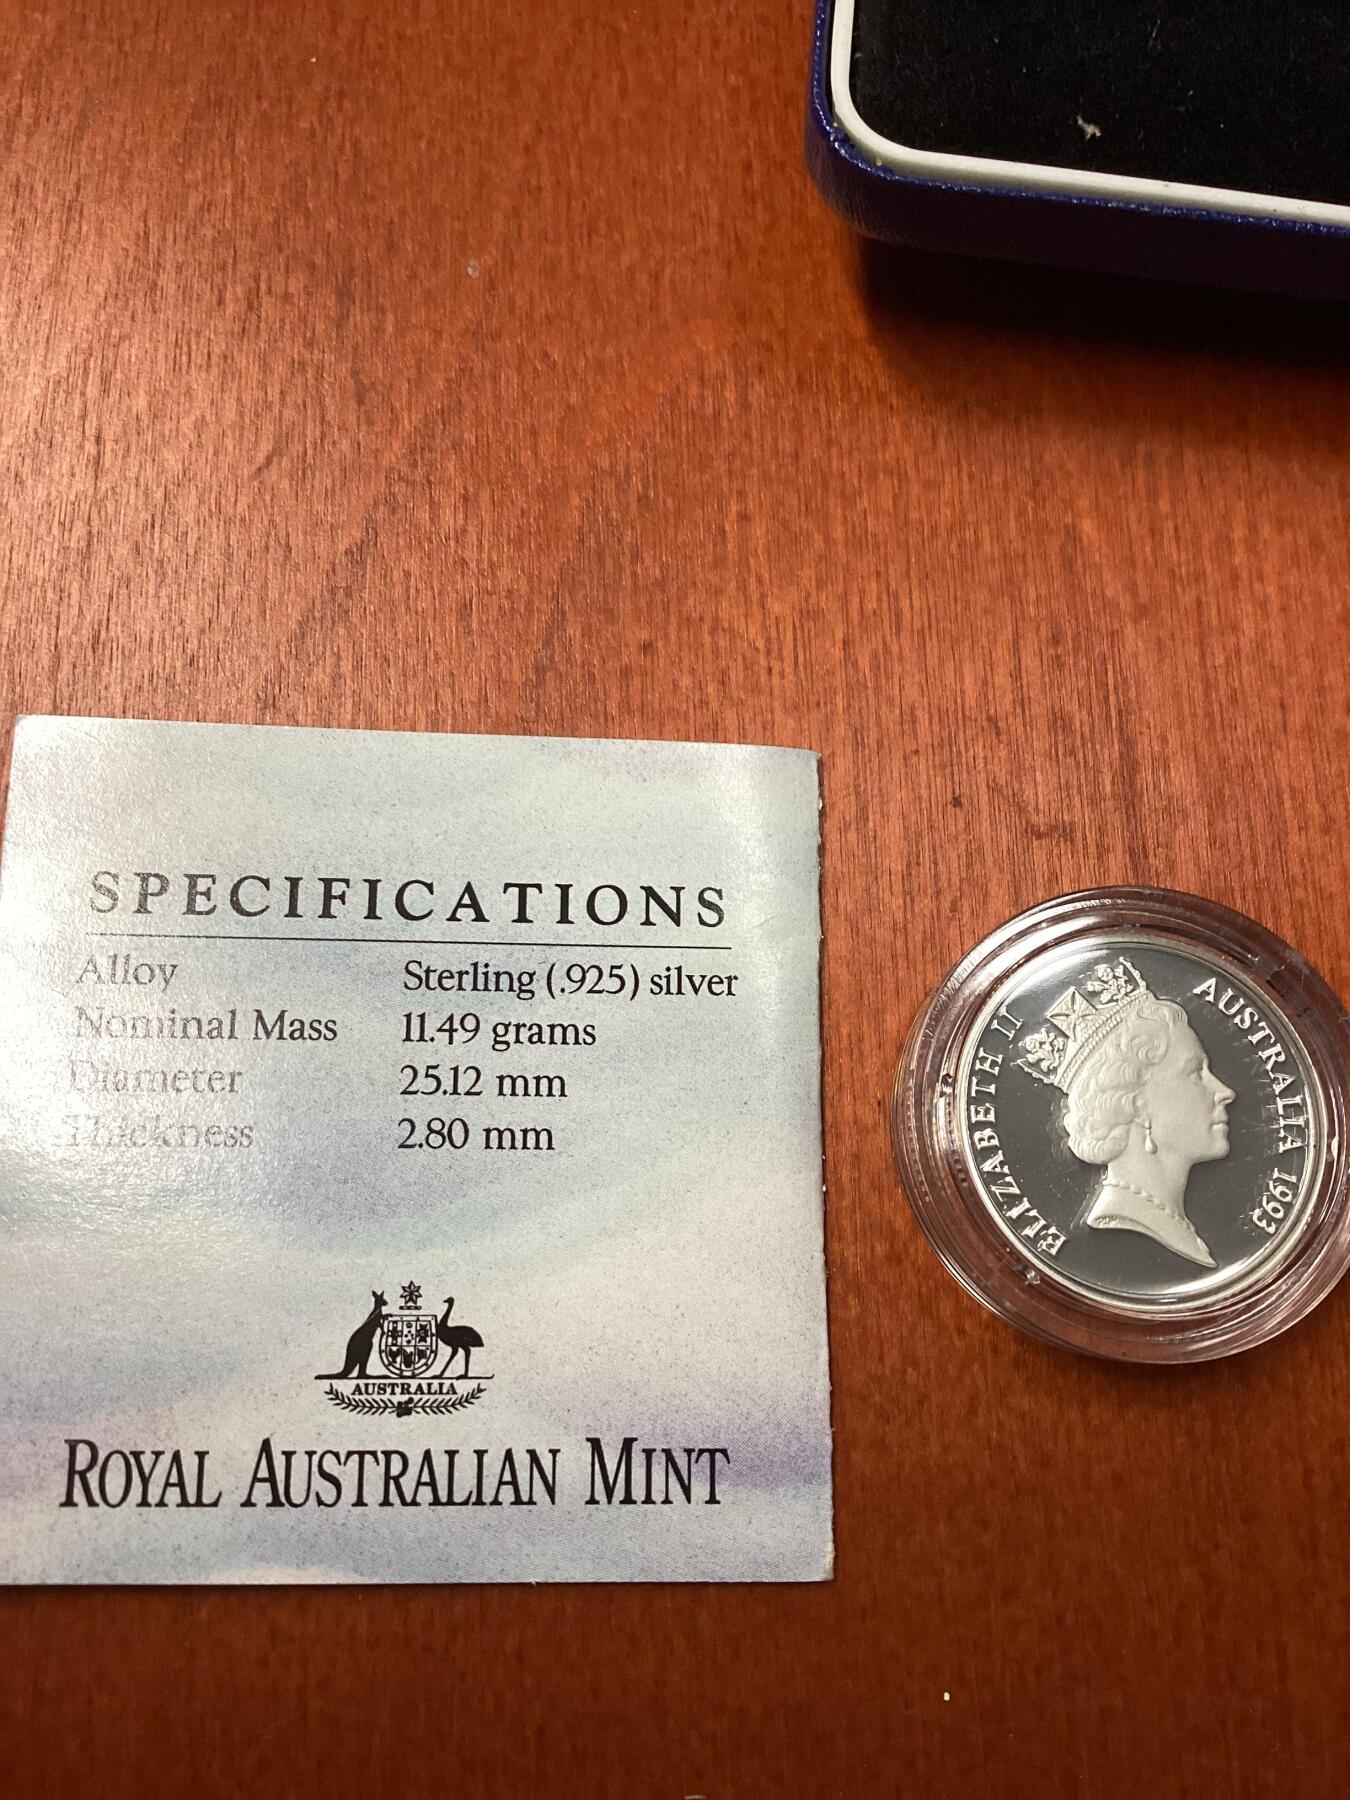 SPECIFICATIONS
Alloy Sterling (.925) silver
Nominal Mass 11.49 grams
Diameter 25.12 mm
Thickness 2.80 mm
AUSTRALIA
ROYAL AUSTRALIAN MINT
ELIZABETH II AUSTRALIA 1993
RDM